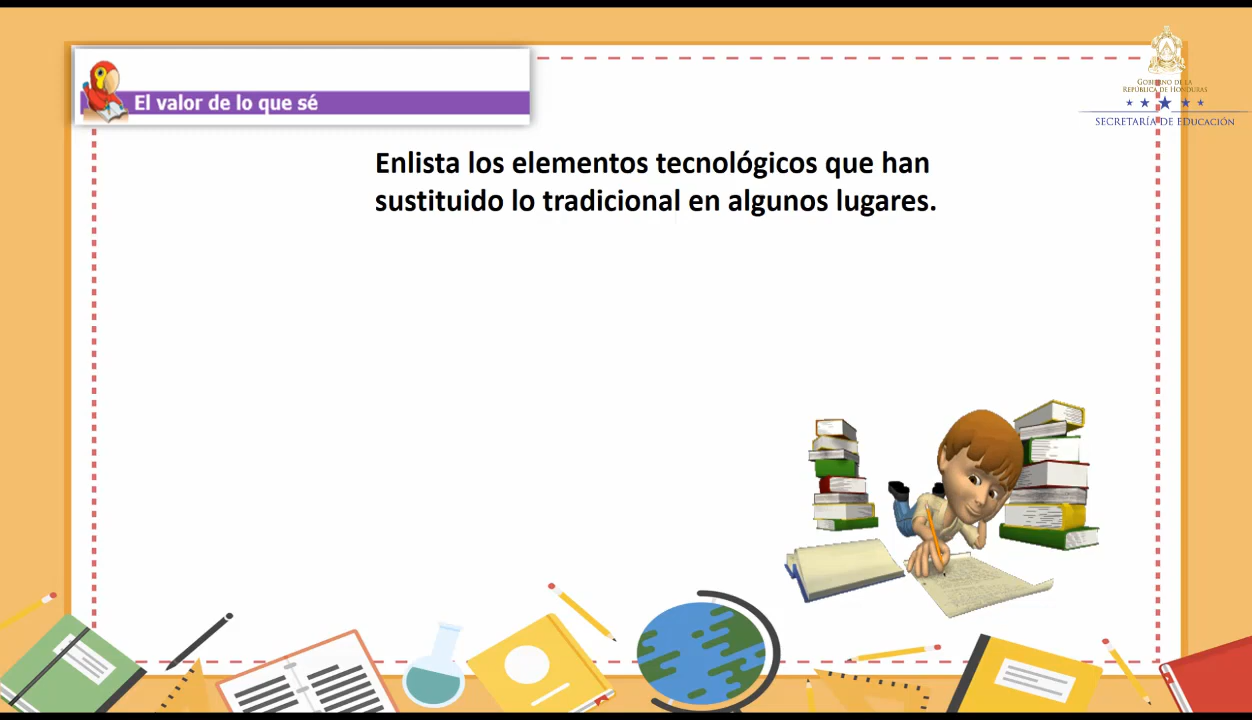 El valor de lo que sé
GOBIERNO DE LA
REPÚBLICA DE HONDURAS
SECRETARÍA DE EDUCACIÓN
Enlista los elementos tecnológicos que han
sustituido lo tradicional en algunos lugares.